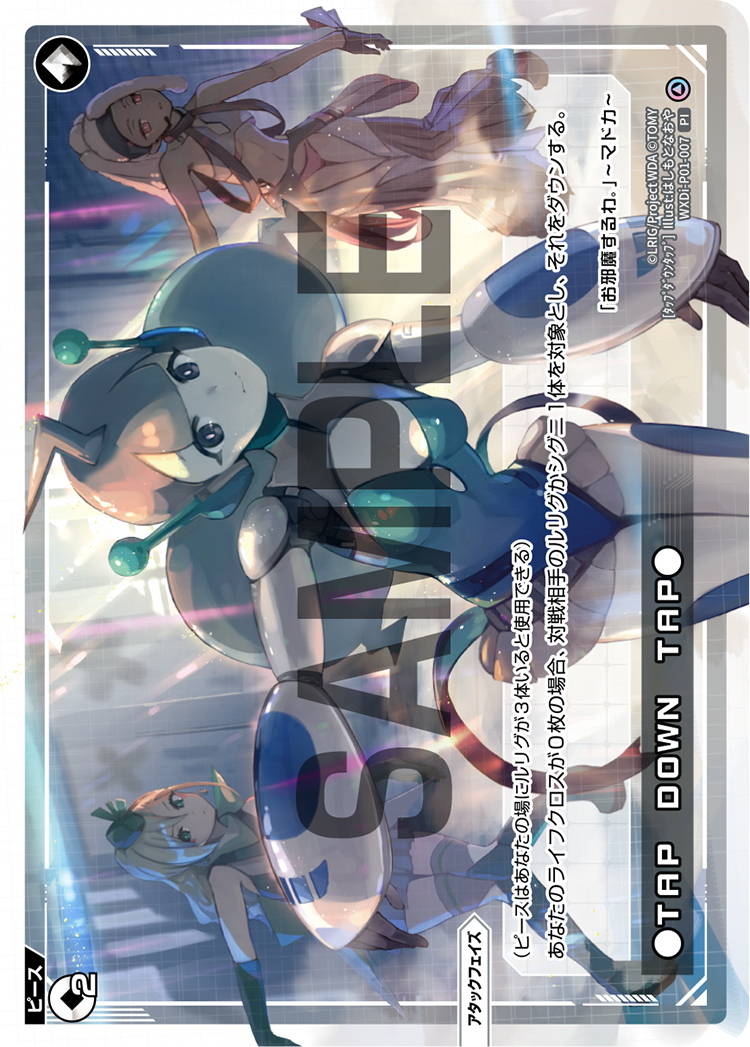 ピース
2
SAMPLE
アタックフェイズ
（ピースはあなたの場にルリグが３体いると使用できる）
あなたのライフクロスが０枚の場合、対戦相手のルリグかシグニ１体を対象とし、それをダウンする。
「お邪魔するわ。」～マドカ～
●TAP DOWN TAP●
©LRIG/Project WDA ©TOMY
[ﾀｯﾌﾟﾀﾞｳﾝﾀｯﾌﾟ] Illust:はしもとなおや
WXDi-P01-007 PI